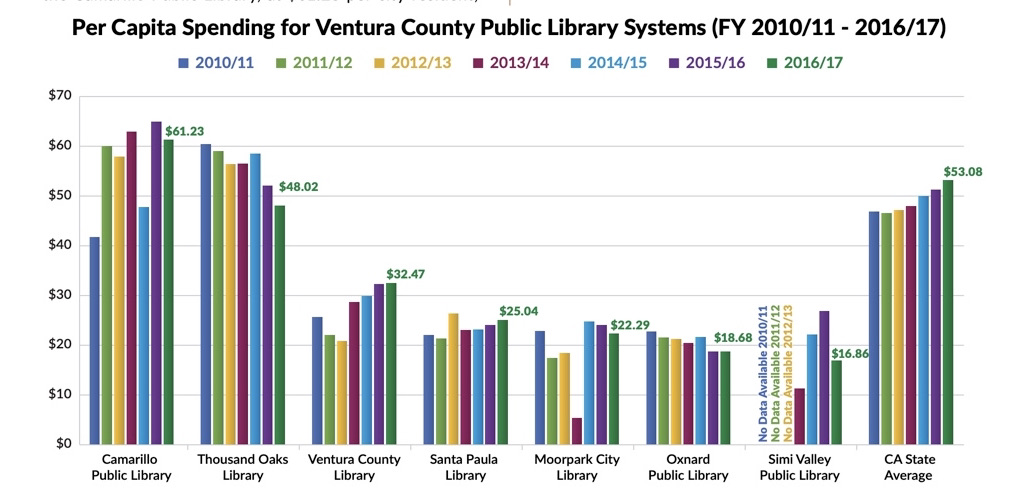 Per Capita Spending for Ventura County Public Library Systems (FY 2010/11 - 2016/17)
2010/11 2011/12 2012/13 2013/14 2014/15 2015/16 2016/17
$70
$60
$50
$40
$30
$20
$10
$0
$61.23
$48.02
$32.47
$25.04
$22.29
$18.68
No Data Available 2010/11
No Data Available 2011/12
No Data Available 2012/13
$16.86
$53.08
Camarillo
Public Library
Thousand Oaks
Library
Ventura County
Library
Santa Paula
Library
Moorpark City
Library
Oxnard
Public Library
Simi Valley
Public Library
CA State
Average